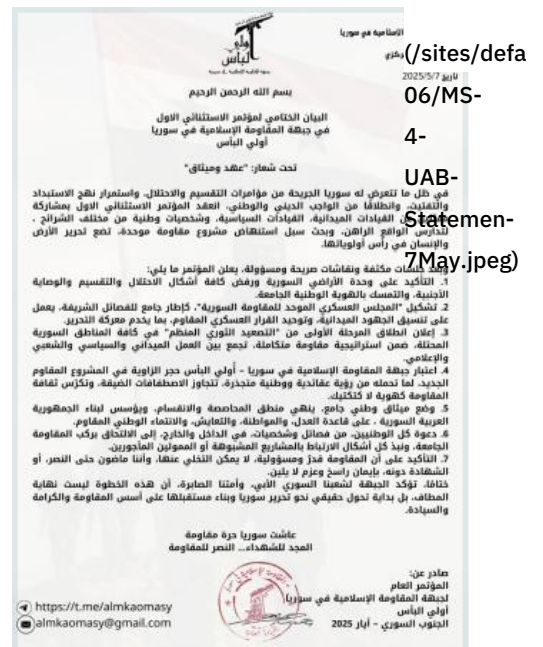 الإسلامية في سوريا
ركزي
تاريخ 2025/5/7
أولي
البأس
جبهة المقاومة الإسلامية في سوريا
(/sites/defa
06/MS-
4-
UAB-
Statemen-
7May.jpeg)
بسم الله الرحمن الرحيم
البيان الختامي لمؤتمر الاستثنائي الاول
في جبهة المقاومة الإسلامية في سوريا
أولي البأس
تحت شعار: "عهد وميثاق"
في ظل ما تتعرض له سوريا الجريحة من مؤامرات التقسيم والاحتلال، واستمرار نهج الاستبداد
والتفتيت، وانطلاقًا من الواجب الديني والوطني، انعقد المؤتمر الاستثنائي الاول بمشاركة
من القيادات الميدانية، القيادات السياسية، وشخصيات وطنية من مختلف الشرائح ،
لتدارس الواقع الراهن، وبحث سبل استنهاض مشروع مقاومة موحدة، تضع تحرير الأرض
والإنسان في رأس أولوياتها.
وبعد جلسات مكثفة ونقاشات صريحة ومسؤولة، يعلن المؤتمر ما يلي:
1. التأكيد على وحدة الأراضي السورية ورفض كافة أشكال الاحتلال والتقسيم والوصاية
الأجنبية، والتمسك بالهوية الوطنية الجامعة.
2. تشكيل "المجلس العسكري الموحد للمقاومة السورية"، كإطار جامع للفصائل الشريفة، يعمل
على تنسيق الجهود الميدانية، وتوحيد القرار العسكري المقاوم، بما يخدم معركة التحرير.
3. إعلان انطلاق المرحلة الأولى من "التصعيد الثوري المنظم" في كافة المناطق السورية
المحتلة، ضمن استراتيجية مقاومة متكاملة، تجمع بين العمل الميداني والسياسي والشعبي
والإعلامي.
4. اعتبار جبهة المقاومة الإسلامية في سوريا – أولي البأس حجر الزاوية في المشروع المقاوم
الجديد، لما تحمله من رؤية عقائدية ووطنية متجذرة، تتجاوز الاصطفافات الضيقة، وتكرّس ثقافة
المقاومة كهوية لا كتكتيك.
5. وضع ميثاق وطني جامع، ينهي منطق المحاصصة والانقسام، ويؤسس لبناء الجمهورية
العربية السورية ، على قاعدة العدل، والمواطنة، والتعايش، والانتماء الوطني المقاوم.
6. دعوة كل الوطنيين، من فصائل وشخصيات، في الداخل والخارج، إلى الالتحاق بركب المقاومة
الجامعة، ونبذ كل أشكال الارتباط بالمشاريع المشبوهة أو الممولين المأجورين.
7. التأكيد على أن المقاومة قدرٌ ومسؤولية، لا يمكن التخلي عنها، وأننا ماضون حتى النصر، أو
الشهادة دونه، بإيمان راسخ وعزم لا يلين.
ختامًا، تؤكد الجبهة لشعبنا السوري الأبي، وأمتنا الصابرة، أن هذه الخطوة ليست نهاية
المطاف، بل بداية تحول حقيقي نحو تحرير سوريا وبناء مستقبلها على أسس المقاومة والكرامة
والسيادة.
عاشت سوريا حرة مقاومة
المجد للشهداء... النصر للمقاومة
صادر عن:
المؤتمر العام
لجبهة المقاومة الإسلامية في سوريا
أولي البأس
الجنوب السوري – أيار 2025
https://t.me/almkaomasy
almkaomasy@gmail.com